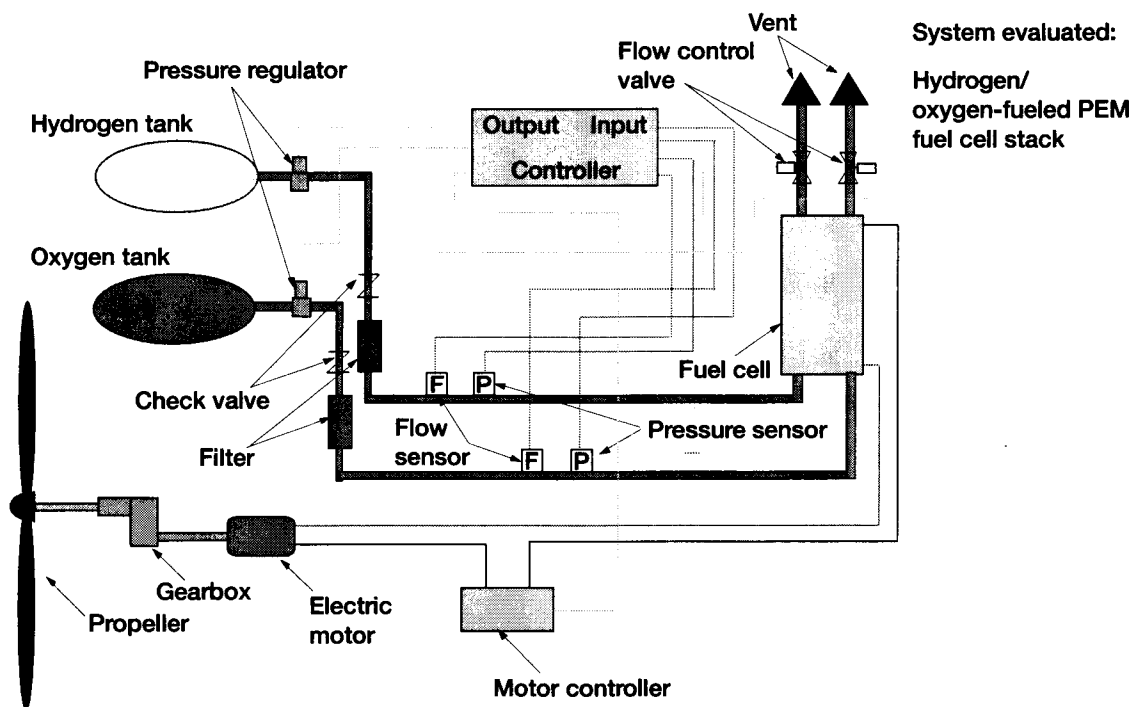 Vent
System evaluated:
Flow control
valve
Pressure regulator
Hydrogen/
oxygen-fueled PEM
fuel cell stack
Hydrogen tank
Output Input
Controller
Oxygen tank
Fuel cell
F P
Check valve
Flow
sensor
Pressure sensor
Filter
F P
Gearbox
Electric
motor
Propeller
Motor controller